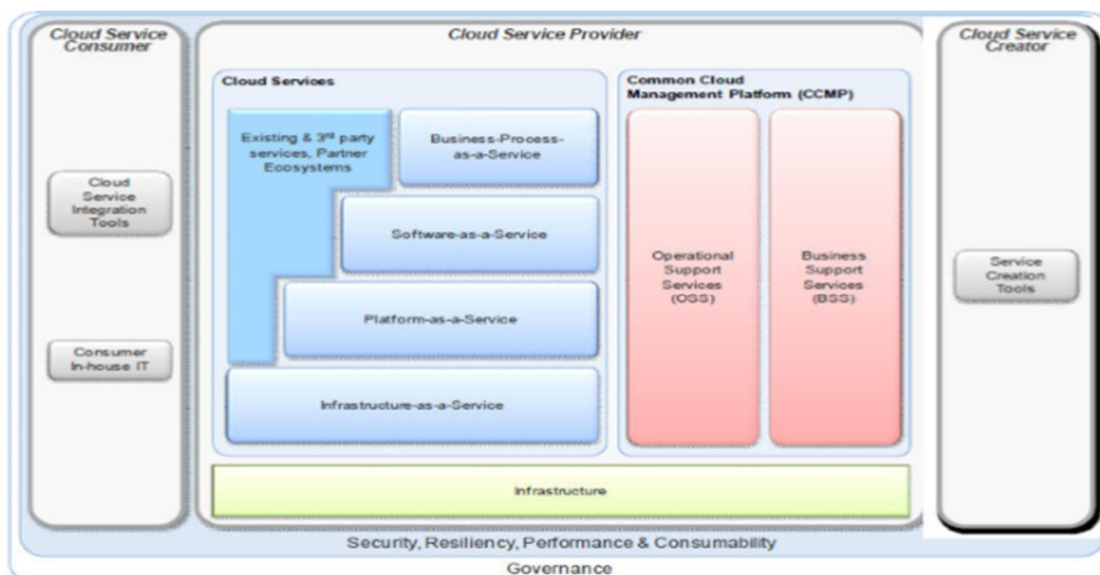 Cloud Service
Consumer
Cloud
Service
Integration
Tools
Consumer
In-house IT
Cloud Service Provider
Cloud Services
Existing & 3rd party
services, Partner
Ecosystems
Business-Process-
as-a-Service
Software-as-a-Service
Platform-as-a-Service
Infrastructure-as-a-Service
Common Cloud
Management Platform (CCMP)
Operational
Support
Services
(OSS)
Business
Support
Services
(BSS)
Infrastructure
Cloud Service
Creator
Service
Creation
Tools
Security, Resiliency, Performance & Consumability
Governance